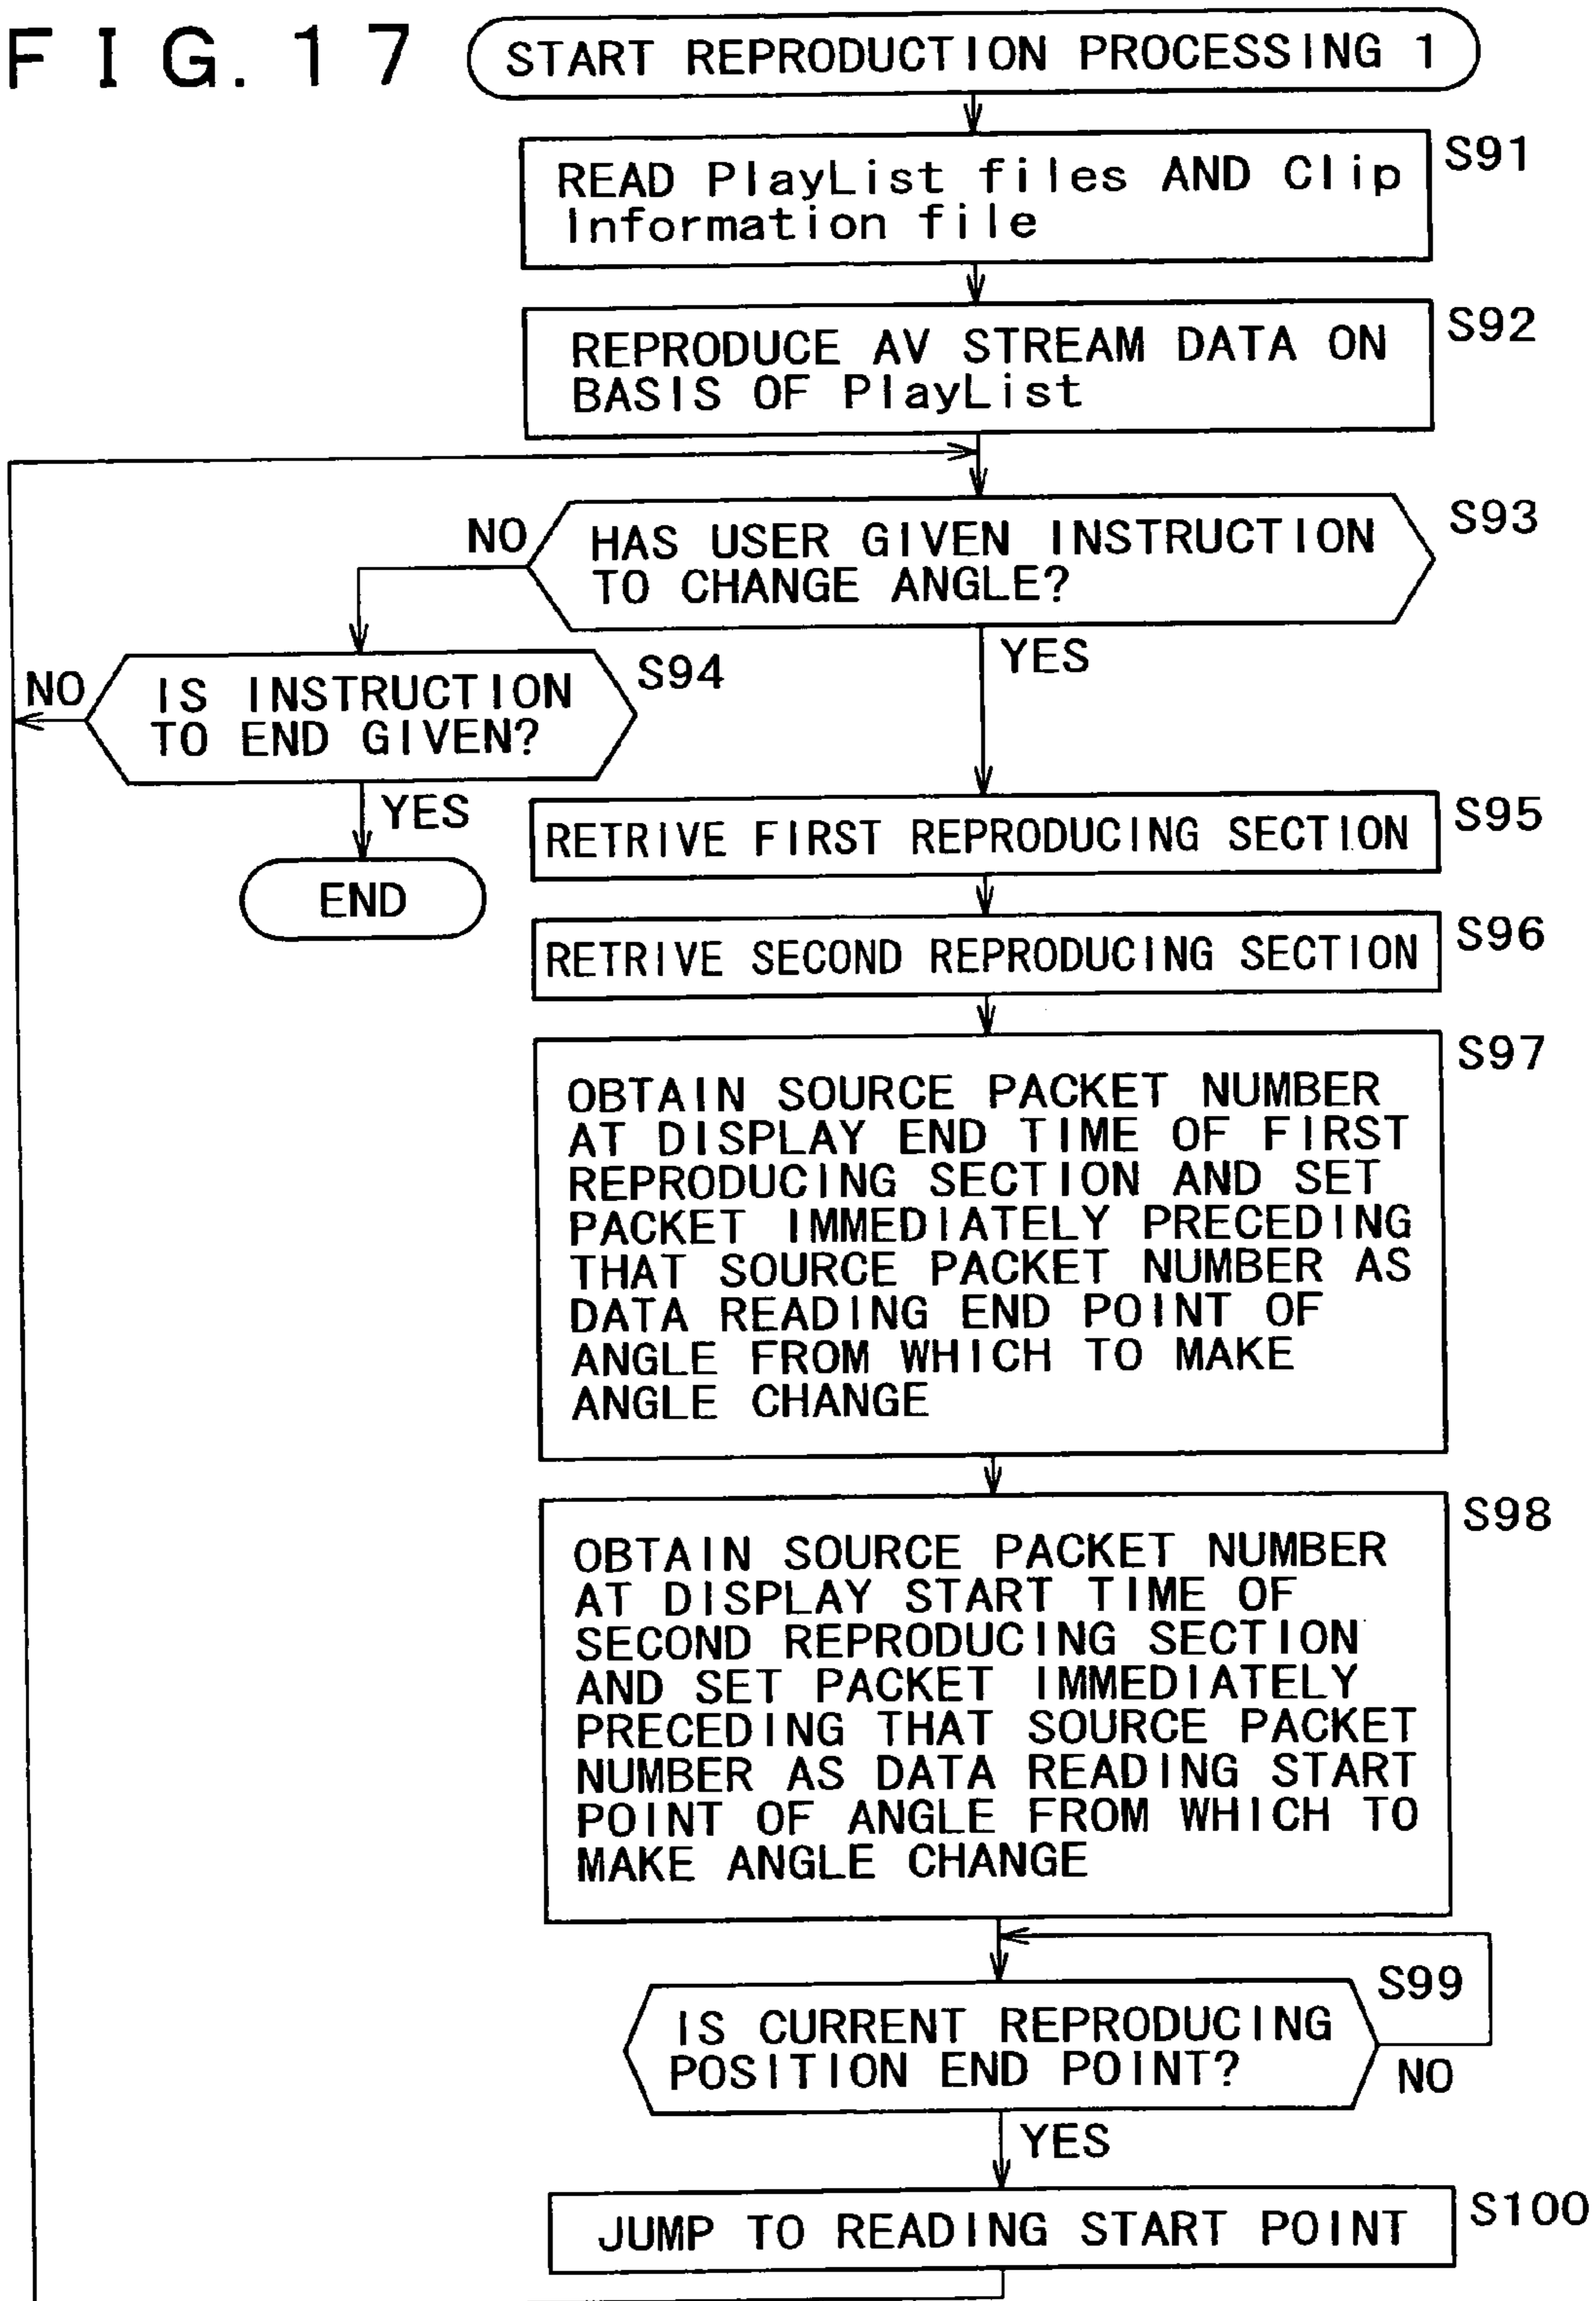 FIG. 17
START REPRODUCTION PROCESSING 1
S91
READ PlayList files AND Clip
Information file
S92
REPRODUCE AV STREAM DATA ON
BASIS OF PlayList
S93
NO
HAS USER GIVEN INSTRUCTION
TO CHANGE ANGLE?
YES
S94
NO
IS INSTRUCTION
TO END GIVEN?
YES
END
S95
RETRIVE FIRST REPRODUCING SECTION
S96
RETRIVE SECOND REPRODUCING SECTION
S97
OBTAIN SOURCE PACKET NUMBER
AT DISPLAY END TIME OF FIRST
REPRODUCING SECTION AND SET
PACKET IMMEDIATELY PRECEDING
THAT SOURCE PACKET NUMBER AS
DATA READING END POINT OF
ANGLE FROM WHICH TO MAKE
ANGLE CHANGE
S98
OBTAIN SOURCE PACKET NUMBER
AT DISPLAY START TIME OF
SECOND REPRODUCING SECTION
AND SET PACKET IMMEDIATELY
PRECEDING THAT SOURCE PACKET
NUMBER AS DATA READING START
POINT OF ANGLE FROM WHICH TO
MAKE ANGLE CHANGE
S99
IS CURRENT REPRODUCING
POSITION END POINT?
NO
YES
S100
JUMP TO READING START POINT